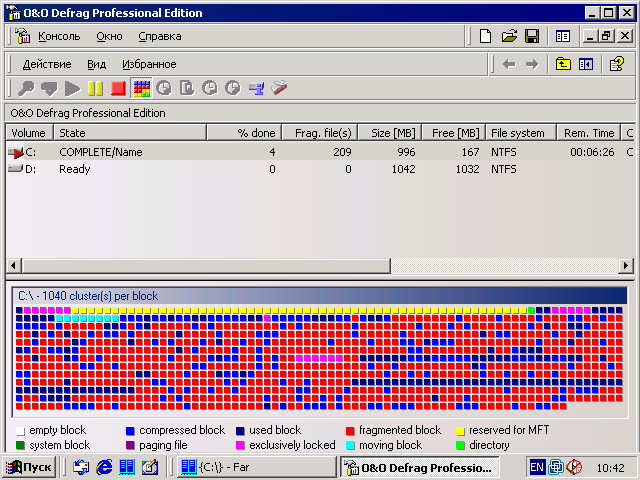 O&O Defrag Professional Edition
Консоль Окно Справка
Действие Вид Избранное
O&O Defrag Professional Edition
Volume State % done Frag. file(s) Size [MB] Free [MB] File system Rem. Time C
C: COMPLETE/Name 4 209 996 167 NTFS 00:06:26 C
D: Ready 0 0 1042 1032 NTFS
C:\ - 1040 cluster(s) per block
empty block compressed block used block fragmented block reserved for MFT
system block paging file exclusively locked moving block directory
Пуск {C:\} - Far O&O Defrag Professio... EN 10:42